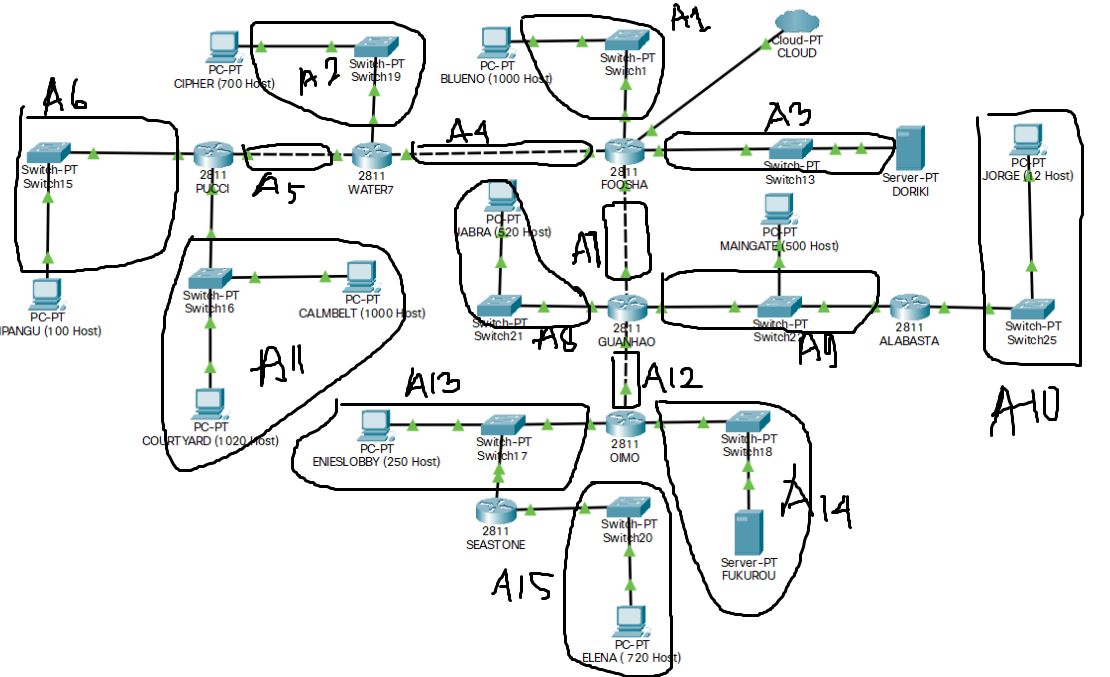 A1
Cloud-PT
CLOUD
PC-PT
CIPHER (700 Host)
A2
Switch-PT
Switch19
PC-PT
BLUENO (1000 Host)
Switch-PT
Switch1
A6
Switch-PT
Switch15
2811
PUCCI
A5
2811
WATER7
A4
2811
FOOSHA
A3
Switch-PT
Switch13
Server-PT
DORIKI
PC-PT
JORGE (12 Host)
PC-PT
JABRA (520 Host)
A7
PC-PT
MAINGATE (500 Host)
PC-PT
IPANGU (100 Host)
Switch-PT
Switch16
PC-PT
CALMBELT (1000 Host)
Switch-PT
Switch21
A8
2811
GUANHAO
Switch-PT
A9
2811
ALABASTA
Switch-PT
Switch25
A11
A13
A12
A10
PC-PT
COURTYARD (1020 Host)
PC-PT
ENIESLOBBY (250 Host)
Switch-PT
Switch17
2811
OIMO
Switch-PT
Switch18
A14
2811
SEASTONE
Switch-PT
Switch20
Server-PT
FUKUROU
A15
PC-PT
ELENA ( 720 Host)